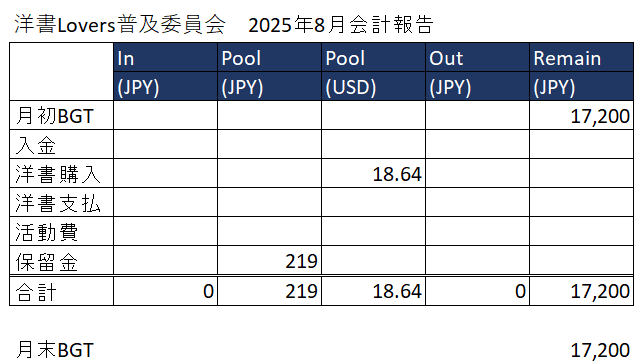 洋書Lovers普及委員会　2025年8月会計報告
In Pool Pool Out Remain
(JPY) (JPY) (USD) (JPY) (JPY)
月初BGT 17,200
入金
洋書購入 18.64
洋書支払
活動費
保留金 219
合計 0 219 18.64 0 17,200
月末BGT 17,200